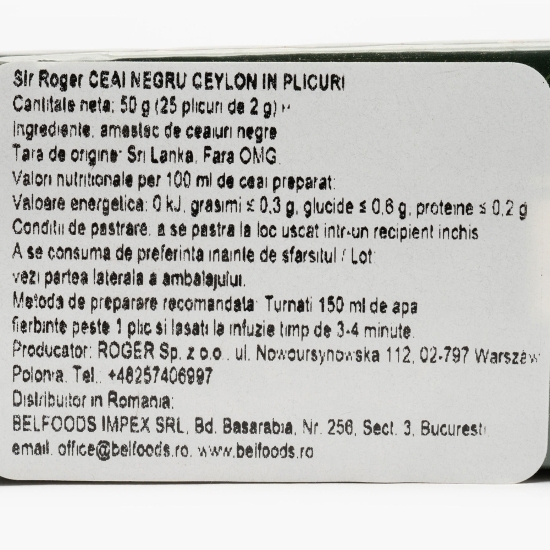 Sir Roger CEAI NEGRU CEYLON IN PLICURI
Cantitate neta: 50 g (25 plicuri de 2 g)
Ingrediente: amestec de ceaiuri negre
Tara de origine: Sri Lanka, Fara OMG.
Valori nutritionale per 100 ml de ceai preparat:
Valoare energetica: 0 kJ, grasimi ≤ 0,3 g, glucide ≤ 0,6 g, proteine ≤ 0,2 g
Conditii de pastrare: a se pastra la loc uscat intr-un recipient inchis
A se consuma de preferinta inainte de sfarsitul / Lot:
vezi partea laterala a ambalajului.
Metoda de preparare recomandata: Turnati 150 ml de apa
fierbinte peste 1 plic si lasati la infuzie timp de 3-4 minute.
Producator: ROGER Sp. z o.o., ul. Nowoursynowska 112, 02-797 Warszaw
Polonia. Tel.: +48257406997
Distribuitor in Romania:
BELFOODS IMPEX SRL, Bd. Basarabia, Nr. 256, Sect. 3, Bucuresti
email: office@belfoods.ro, www.belfoods.ro